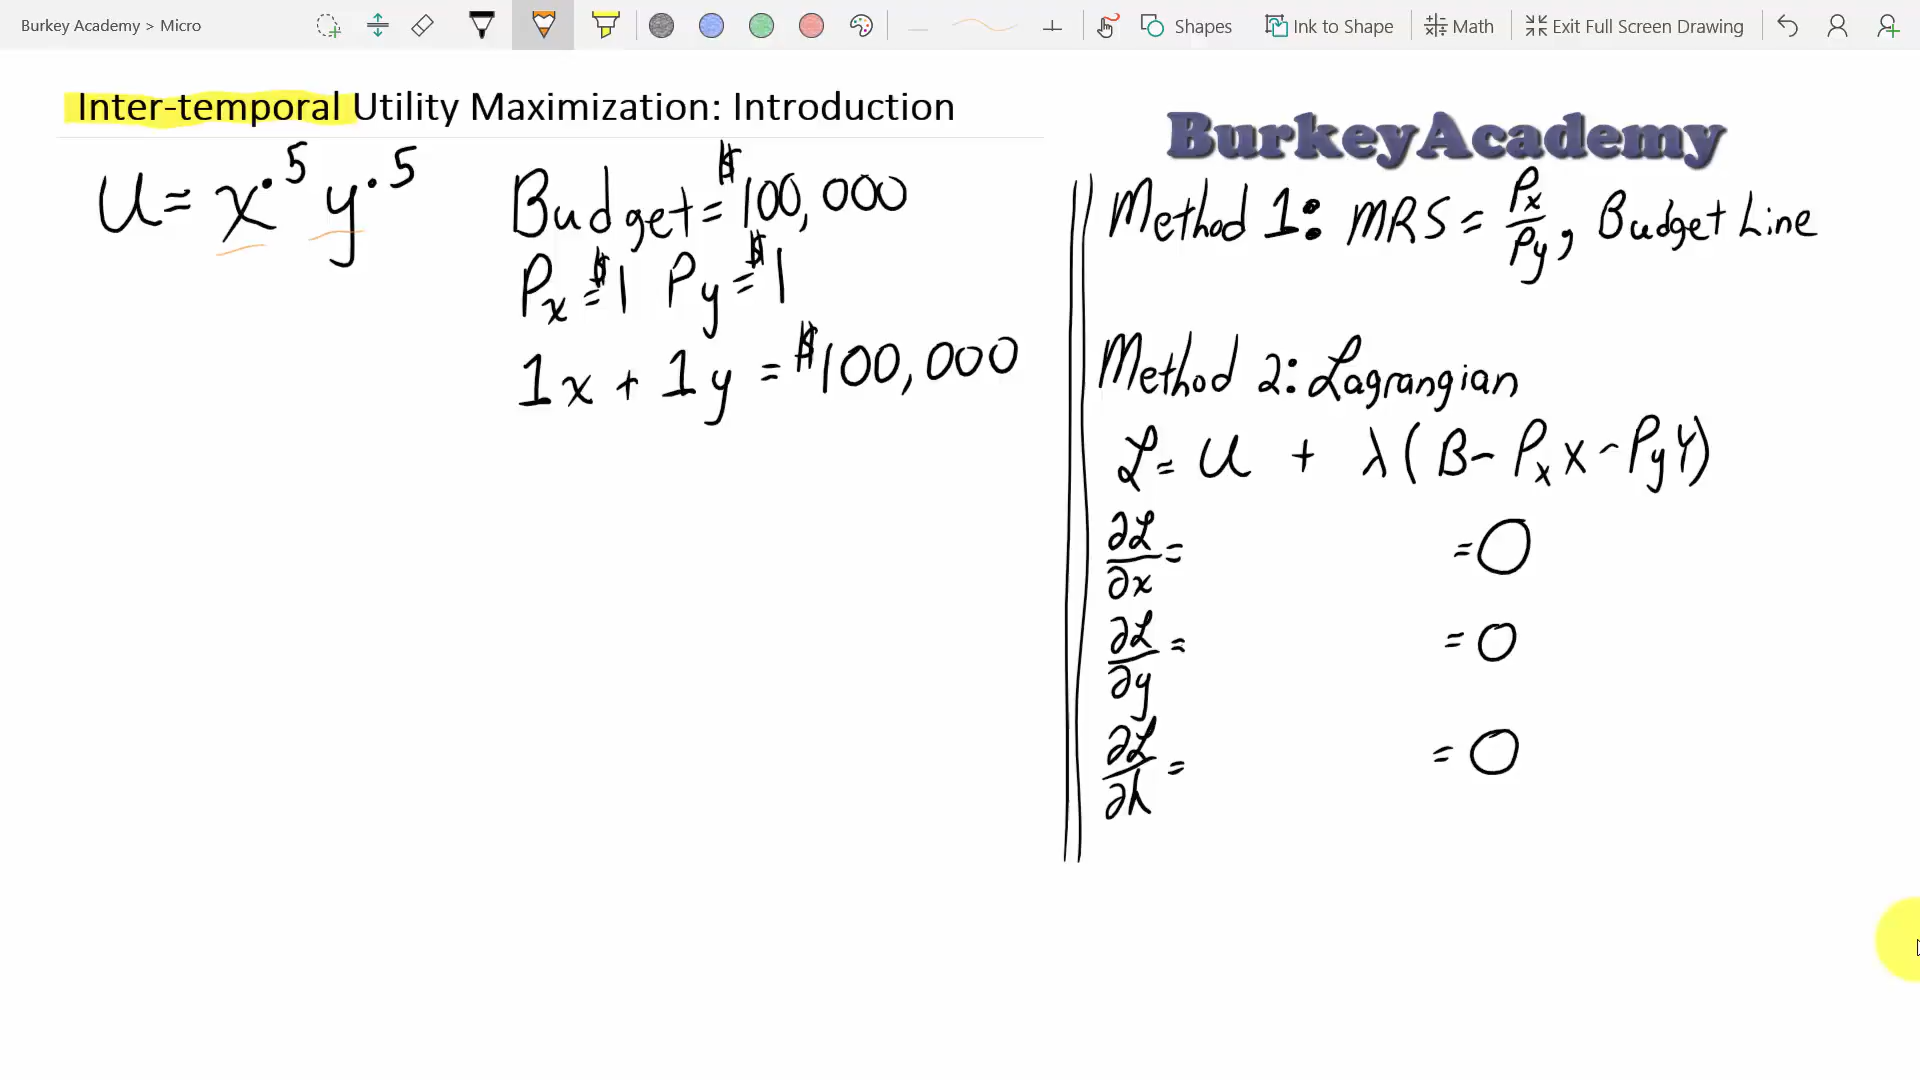 Burkey Academy > Micro
Shapes
Ink to Shape
Math
Exit Full Screen Drawing
Inter-temporal Utility Maximization: Introduction
U = x^.5 y^.5
Budget = $100,000
Px = $1 Py = $1
1x + 1y = $100,000
BurkeyAcademy
Method 1: MRS = Px/Py, Budget Line
Method 2: Lagrangian
ℒ = U + λ(B - PxX - PyY)
∂ℒ/∂x = = 0
∂ℒ/∂y = = 0
∂ℒ/∂λ = = 0